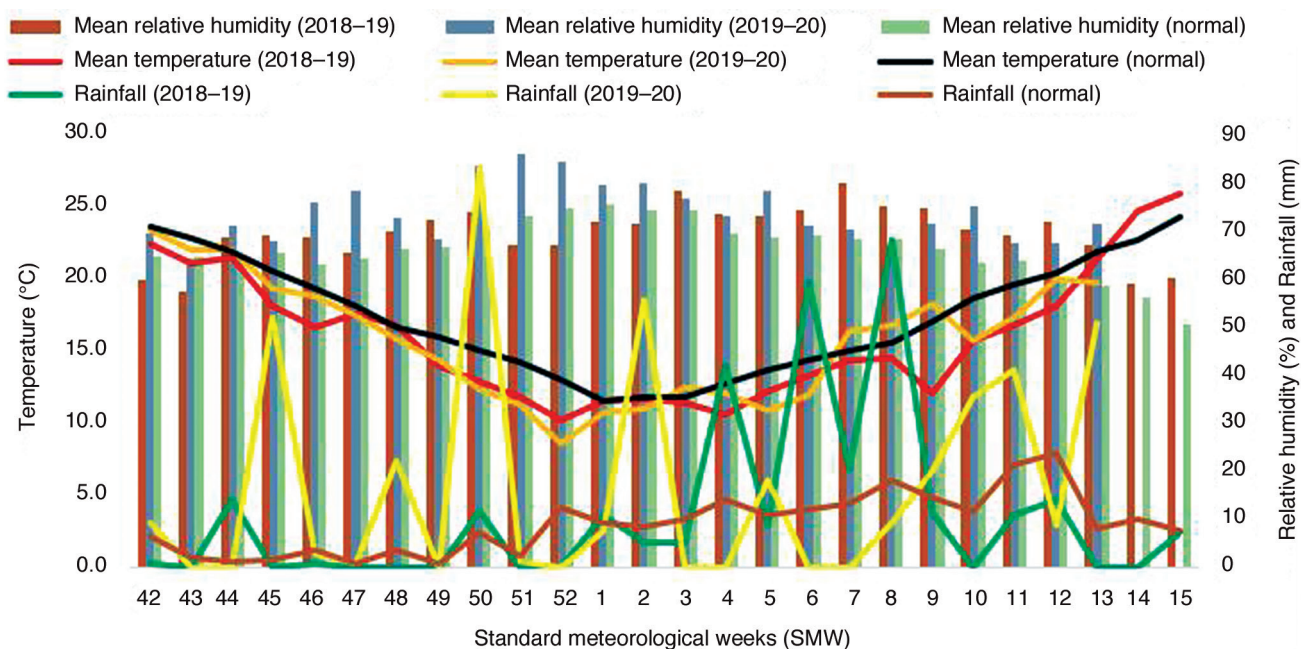 Mean relative humidity (2018–19) Mean relative humidity (2019–20) Mean relative humidity (normal)
Mean temperature (2018–19) Mean temperature (2019–20) Mean temperature (normal)
Rainfall (2018–19) Rainfall (2019–20) Rainfall (normal)
Temperature (°C)
30.0
25.0
20.0
15.0
10.0
5.0
0.0
90
80
70
60
50
40
30
20
10
0
Relative humidity (%) and Rainfall (mm)
42 43 44 45 46 47 48 49 50 51 52 1 2 3 4 5 6 7 8 9 10 11 12 13 14 15
Standard meteorological weeks (SMW)